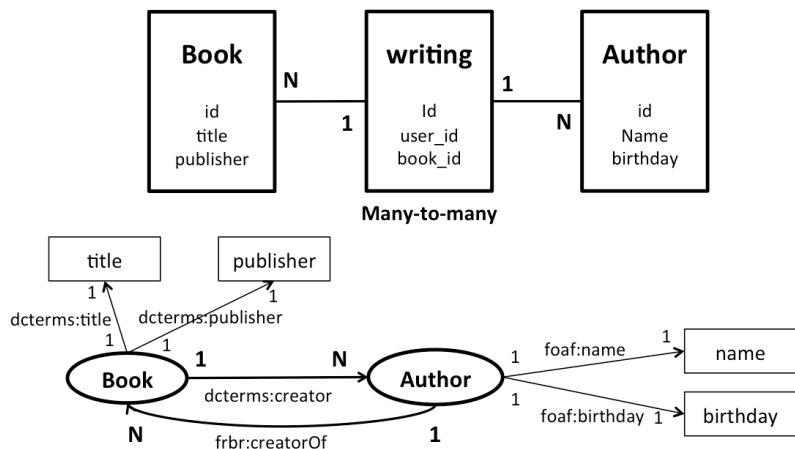 Book
id
title
publisher
N
1
writing
Id
user_id
book_id
1
N
Author
id
Name
birthday
Many-to-many
title
publisher
1
1
dcterms:title
dcterms:publisher
1
1
Book
1
N
dcterms:creator
Author
N
frbr:creatorOf
1
1
foaf:name
1
name
1
foaf:birthday
1
birthday